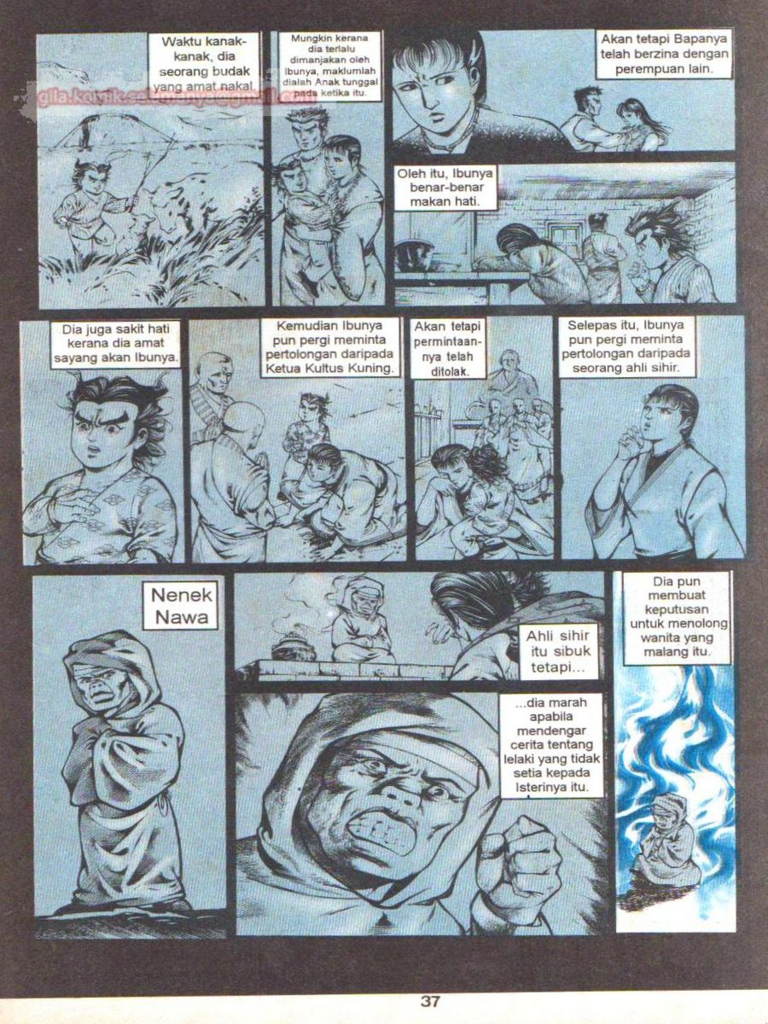 Waktu kanak-
kanak, dia
seorang budak
yang amat nakal.
Mungkin kerana
dia terlalu
dimanjakan oleh
Ibunya, maklumlah
dialah Anak tunggal
pada ketika itu.
Akan tetapi Bapanya
telah berzina dengan
perempuan lain.
Oleh itu, Ibunya
benar-benar
makan hati.
Dia juga sakit hati
kerana dia amat
sayang akan Ibunya.
Kemudian Ibunya
pun pergi meminta
pertolongan daripada
Ketua Kultus Kuning.
Akan tetapi
permintaan-
nya telah
ditolak.
Selepas itu, Ibunya
pun pergi meminta
pertolongan daripada
seorang ahli sihir.
Nenek
Nawa
Ahli sihir
itu sibuk
tetapi...
...dia marah
apabila
mendengar
cerita tentang
lelaki yang tidak
setia kepada
Isterinya itu.
Dia pun
membuat
keputusan
untuk menolong
wanita yang
malang itu.
37